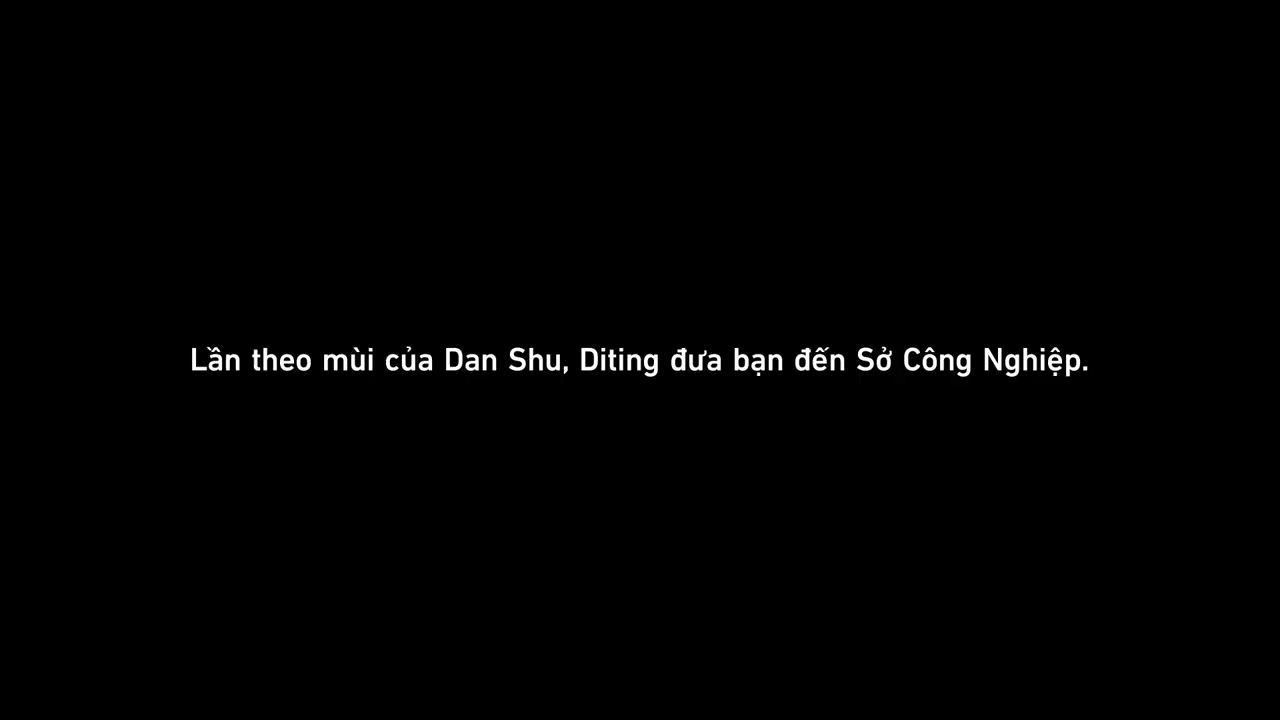 Lần theo mùi của Dan Shu, Diting đưa bạn đến Sở Công Nghiệp.